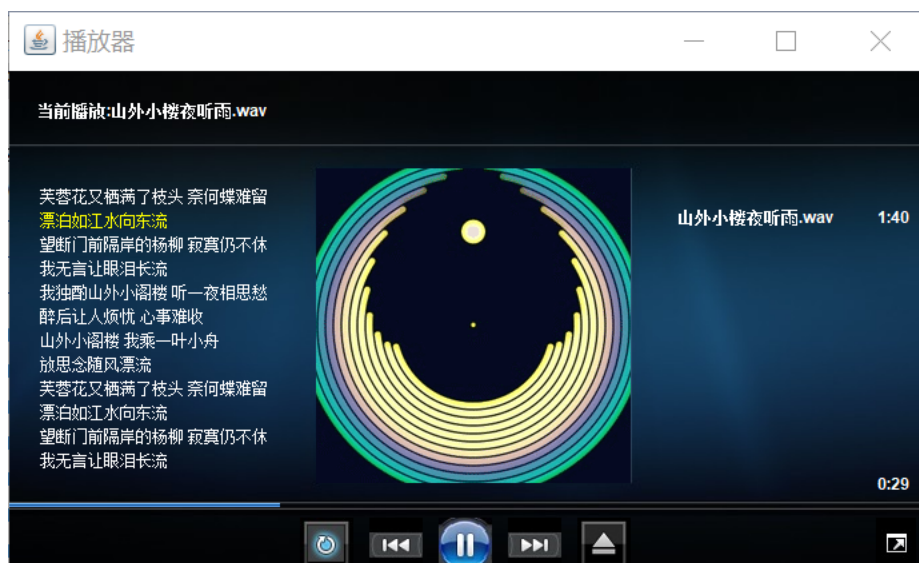 播放器
当前播放:山外小楼夜听雨.wav
芙蓉花又栖满了枝头 奈何蝶难留
漂泊如江水向东流
望断门前隔岸的杨柳 寂寞仍不休
我无言让眼泪长流
我独酌山外小阁楼 听一夜相思愁
醉后让人烦忧 心事难收
山外小阁楼 我乘一叶小舟
放思念随风漂流
芙蓉花又栖满了枝头 奈何蝶难留
漂泊如江水向东流
望断门前隔岸的杨柳 寂寞仍不休
我无言让眼泪长流
山外小楼夜听雨.wav 1:40
0:29